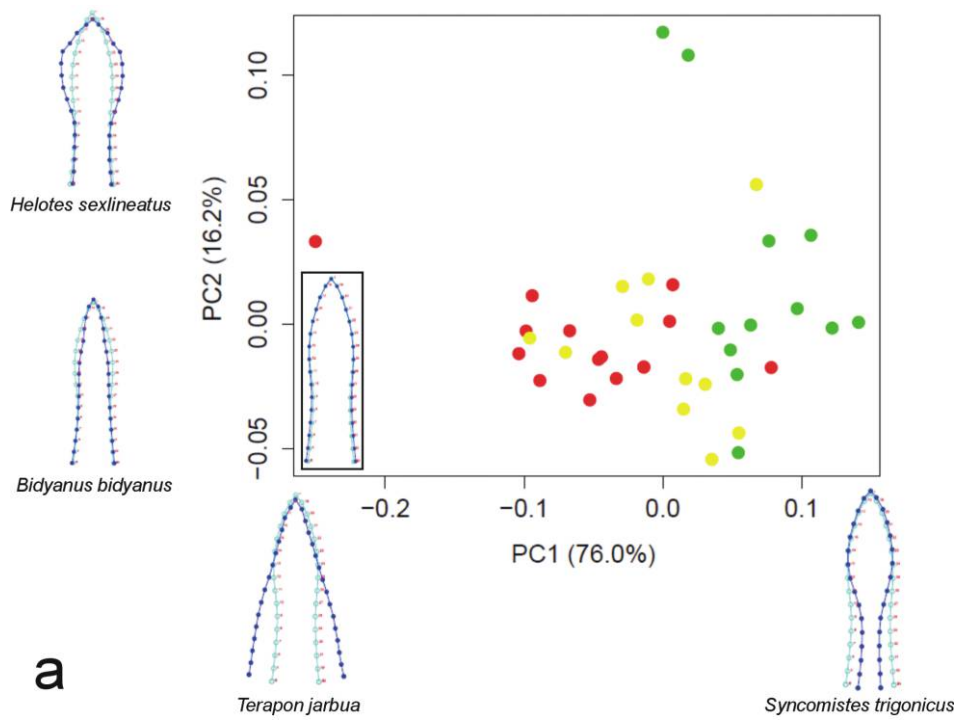 Helotes sexlineatus
Bidyanus bidyanus
PC2 (16.2%)
0.10
0.05
0.00
−0.05
−0.2
−0.1
0.0
0.1
PC1 (76.0%)
Terapon jarbua
Syncomistes trigonicus
a